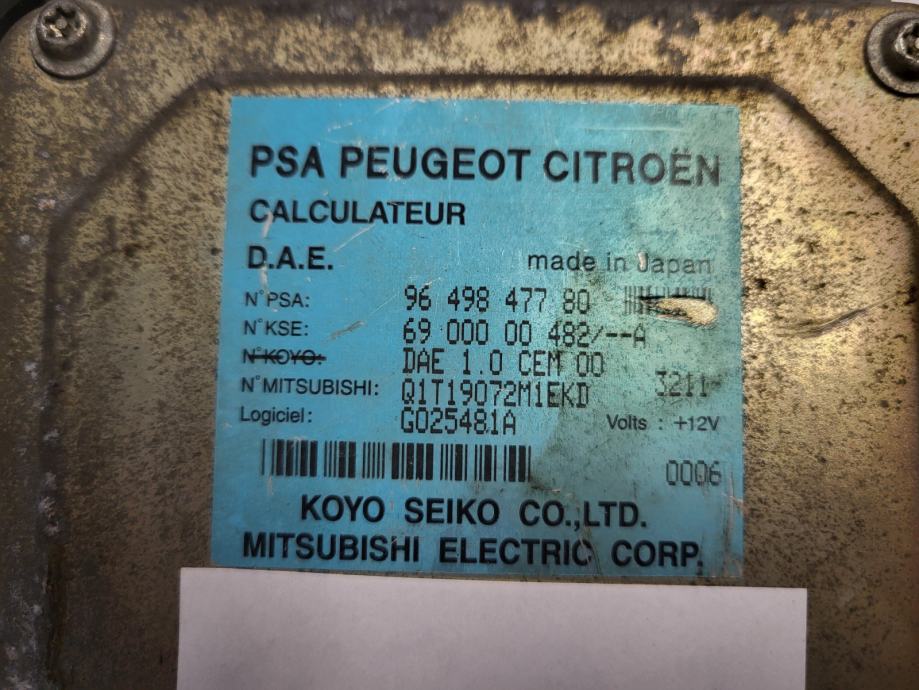 PSA PEUGEOT CITROËN
CALCULATEUR
D.A.E. made in Japan
N°PSA: 96 498 477 80
N°KSE: 69 000 00 482/--A
N°KOYO: DAE 1.0 CEM 00
N°MITSUBISHI: Q1T19072M1EKD 3211
Logiciel: G025481A Volts : +12V
0006
KOYO SEIKO CO.,LTD.
MITSUBISHI ELECTRIC CORP.